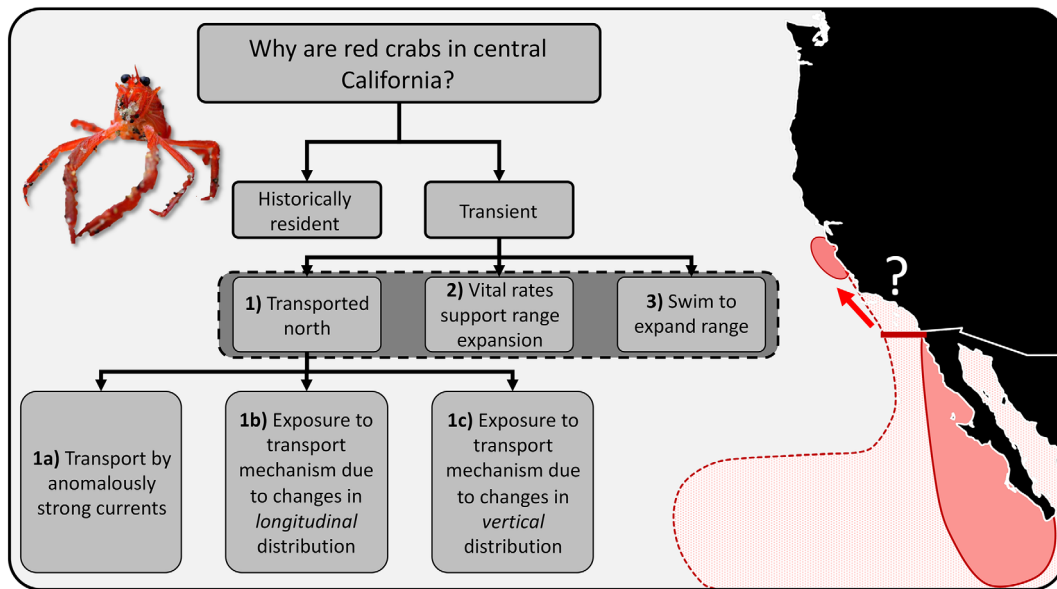 Why are red crabs in central
California?
Historically
resident
Transient
1) Transported
north
2) Vital rates
support range
expansion
3) Swim to
expand range
1a) Transport by
anomalously
strong currents
1b) Exposure to
transport
mechanism due
to changes in
longitudinal
distribution
1c) Exposure to
transport
mechanism due
to changes in
vertical
distribution
?